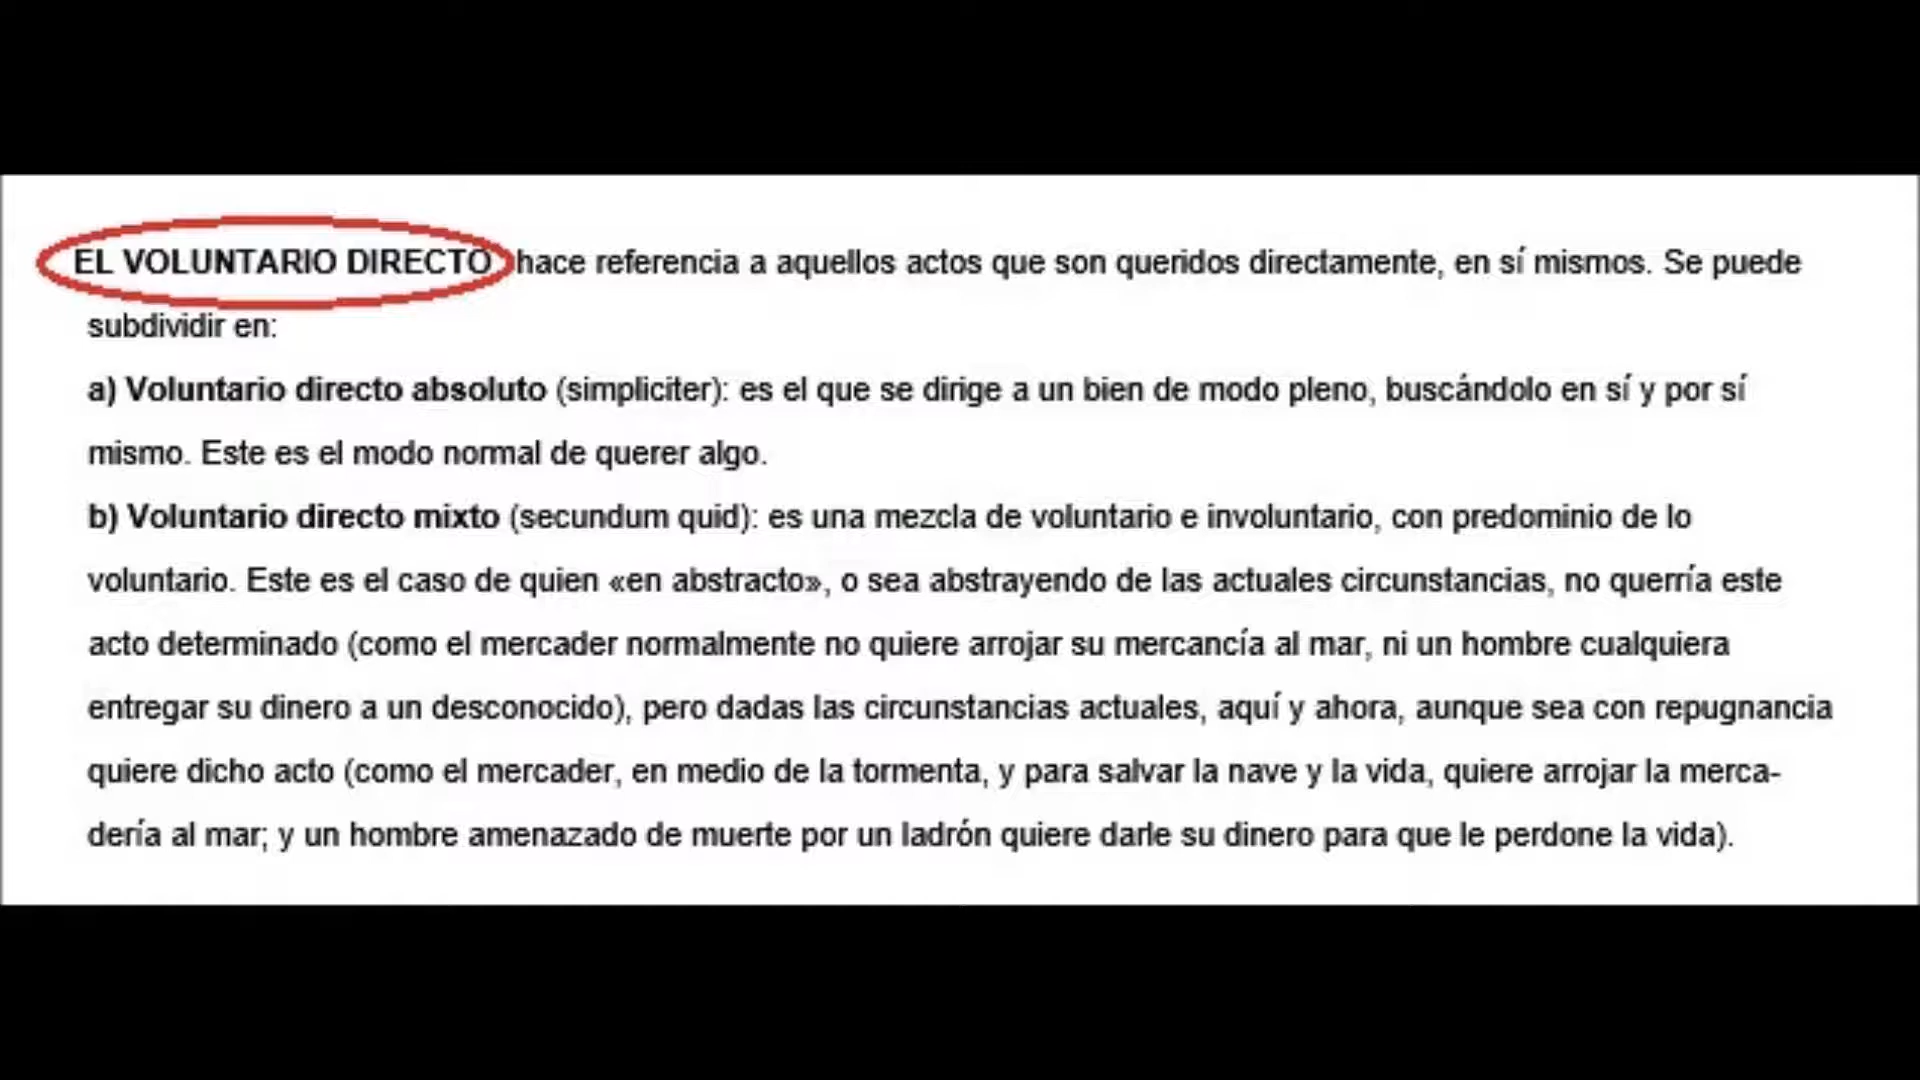 EL VOLUNTARIO DIRECTO hace referencia a aquellos actos que son queridos directamente, en sí mismos. Se puede
subdividir en:
a) Voluntario directo absoluto (simpliciter): es el que se dirige a un bien de modo pleno, buscándolo en sí y por sí
mismo. Este es el modo normal de querer algo.
b) Voluntario directo mixto (secundum quid): es una mezcla de voluntario e involuntario, con predominio de lo
voluntario. Este es el caso de quien «en abstracto», o sea abstrayendo de las actuales circunstancias, no querría este
acto determinado (como el mercader normalmente no quiere arrojar su mercancía al mar, ni un hombre cualquiera
entregar su dinero a un desconocido), pero dadas las circunstancias actuales, aquí y ahora, aunque sea con repugnancia
quiere dicho acto (como el mercader, en medio de la tormenta, y para salvar la nave y la vida, quiere arrojar la merca-
dería al mar; y un hombre amenazado de muerte por un ladrón quiere darle su dinero para que le perdone la vida).